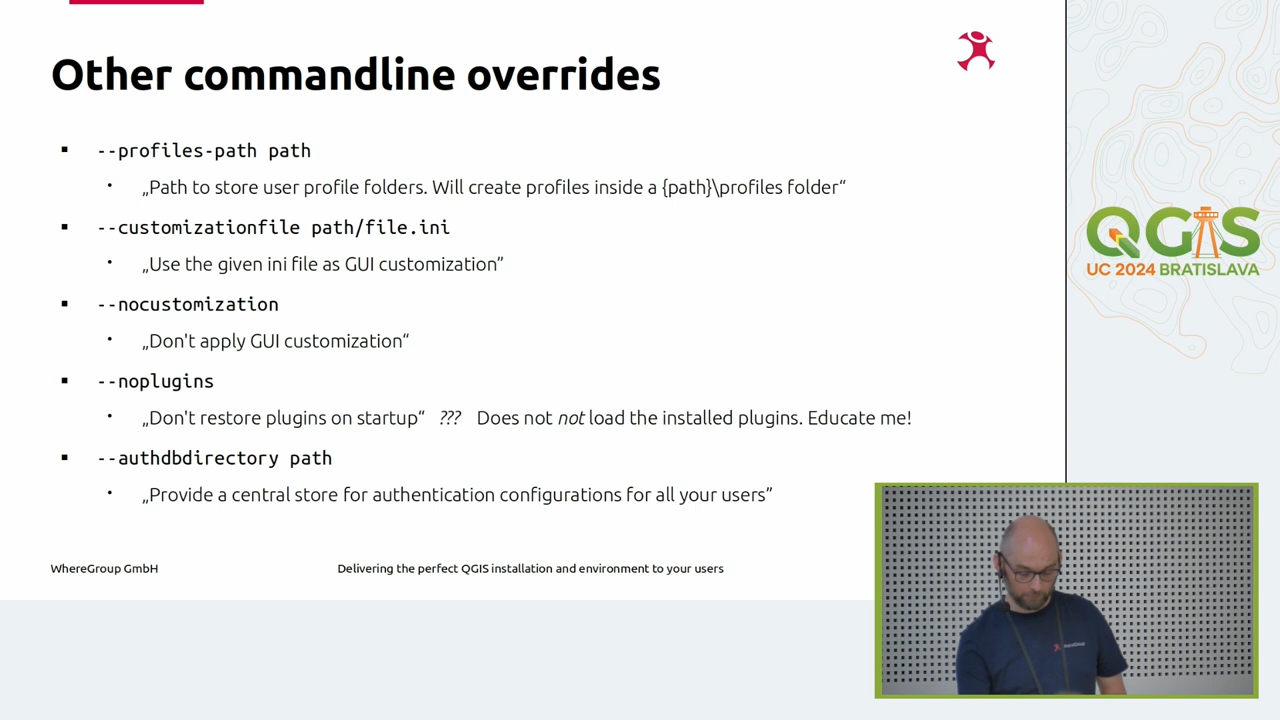 Other commandline overrides
▪ --profiles-path path
• „Path to store user profile folders. Will create profiles inside a {path}\profiles folder“
▪ --customizationfile path/file.ini
• „Use the given ini file as GUI customization”
▪ --nocustomization
• „Don't apply GUI customization“
▪ --noplugins
• „Don't restore plugins on startup“ ??? Does not not load the installed plugins. Educate me!
▪ --authdbdirectory path
• „Provide a central store for authentication configurations for all your users”
WhereGroup GmbH
Delivering the perfect QGIS installation and environment to your users
QGIS
UC 2024 BRATISLAVA